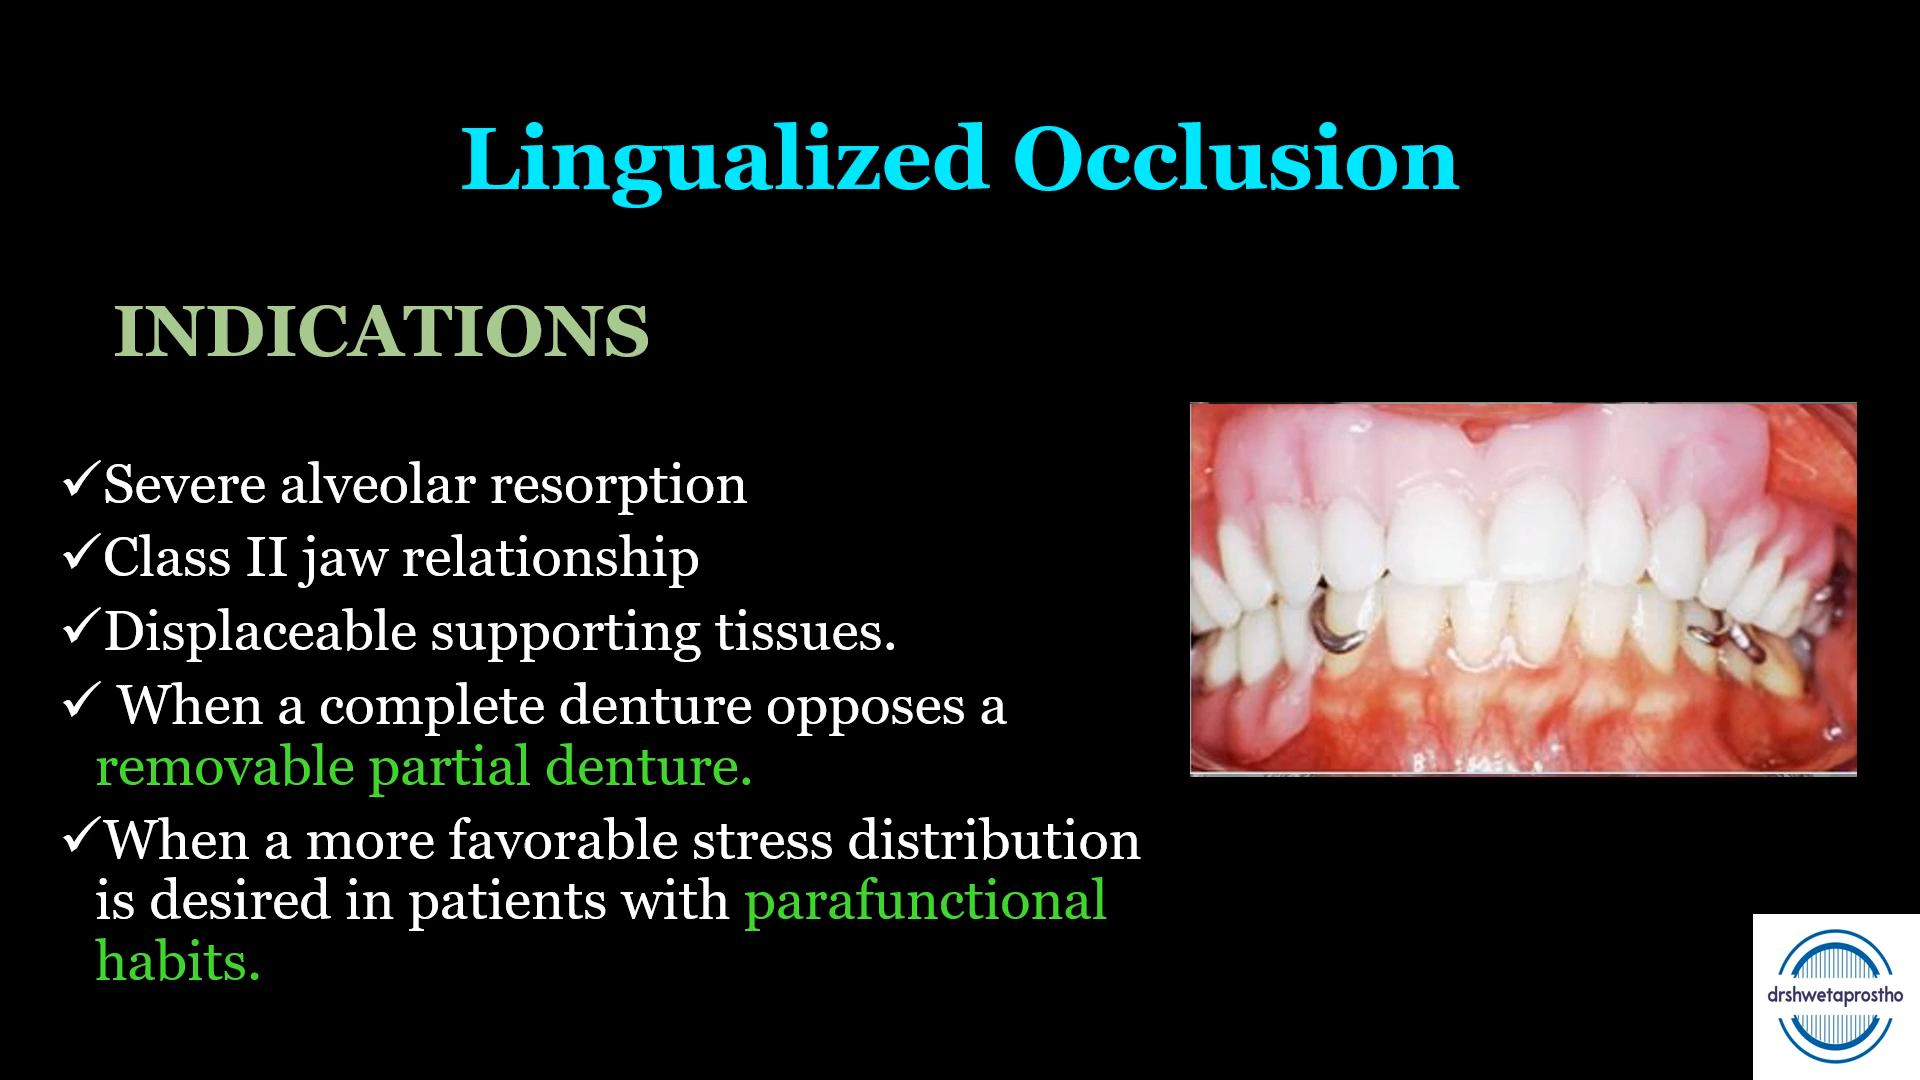 Lingualized Occlusion
INDICATIONS
✓Severe alveolar resorption
✓Class II jaw relationship
✓Displaceable supporting tissues.
✓ When a complete denture opposes a
removable partial denture.
✓When a more favorable stress distribution
is desired in patients with parafunctional
habits.
drshwetaprostho